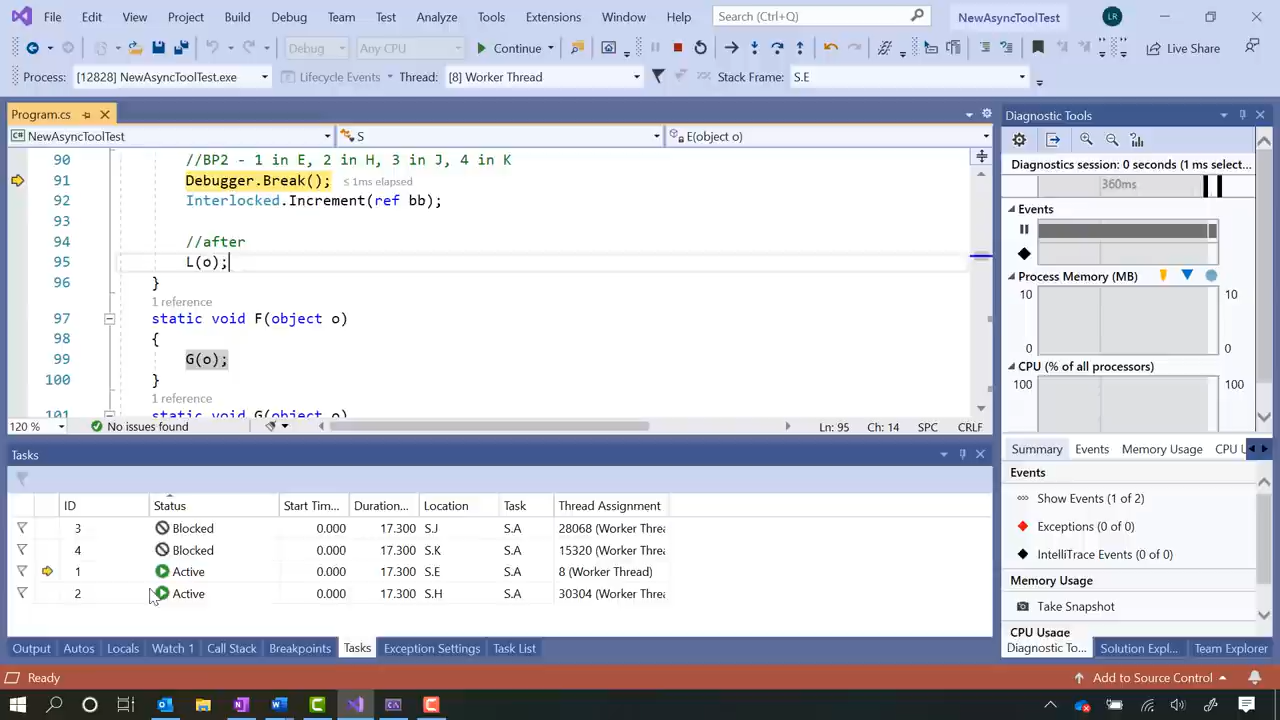 File Edit View Project Build Debug Team Test Analyze Tools Extensions Window Help Search (Ctrl+Q) NewAsyncToolTest LR
Debug Any CPU Continue Live Share
Process: [12828] NewAsyncToolTest.exe Lifecycle Events Thread: [8] Worker Thread Stack Frame: S.E
Program.cs
NewAsyncToolTest S E(object o)
90 //BP2 - 1 in E, 2 in H, 3 in J, 4 in K
91 Debugger.Break(); ≤ 1ms elapsed
92 Interlocked.Increment(ref bb);
93
94 //after
95 L(o);
96 }
1 reference
97 static void F(object o)
98 {
99 G(o);
100 }
1 reference
101 static void G(object o)
120 % No issues found Ln: 95 Ch: 14 SPC CRLF
Tasks
ID Status Start Tim... Duration... Location Task Thread Assignment
3 Blocked 0.000 17.300 S.J S.A 28068 (Worker Threa
4 Blocked 0.000 17.300 S.K S.A 15320 (Worker Threa
1 Active 0.000 17.300 S.E S.A 8 (Worker Thread)
2 Active 0.000 17.300 S.H S.A 30304 (Worker Threa
Output Autos Locals Watch 1 Call Stack Breakpoints Tasks Exception Settings Task List
Diagnostic Tools
Diagnostics session: 0 seconds (1 ms select...
360ms
Events
Process Memory (MB)
10 10
0 0
CPU (% of all processors)
100 100
Summary Events Memory Usage CPU U
Events
Show Events (1 of 2)
Exceptions (0 of 0)
IntelliTrace Events (0 of 0)
Memory Usage
Take Snapshot
CPU Usage
Diagnostic To... Solution Expl... Team Explorer
Ready Add to Source Control